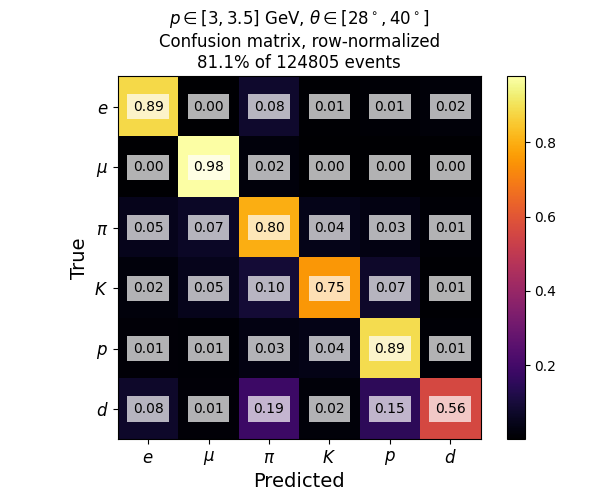 p ∈ [3, 3.5] GeV, θ ∈ [28°, 40°]
Confusion matrix, row-normalized
81.1% of 124805 events
e 0.89 0.00 0.08 0.01 0.01 0.02
μ 0.00 0.98 0.02 0.00 0.00 0.00
π 0.05 0.07 0.80 0.04 0.03 0.01
K 0.02 0.05 0.10 0.75 0.07 0.01
p 0.01 0.01 0.03 0.04 0.89 0.01
d 0.08 0.01 0.19 0.02 0.15 0.56
e μ π K p d
True
Predicted
0.8
0.6
0.4
0.2